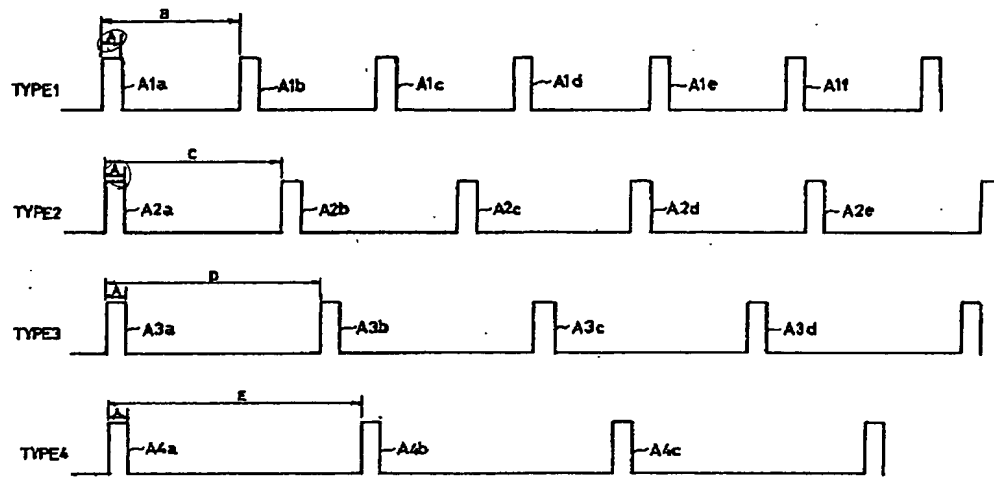 B
A
TYPE1 A1a A1b A1c A1d A1e A1f
C
A
TYPE2 A2a A2b A2c A2d A2e
D
A
TYPE3 A3a A3b A3c A3d
E
A
TYPE4 A4a A4b A4c